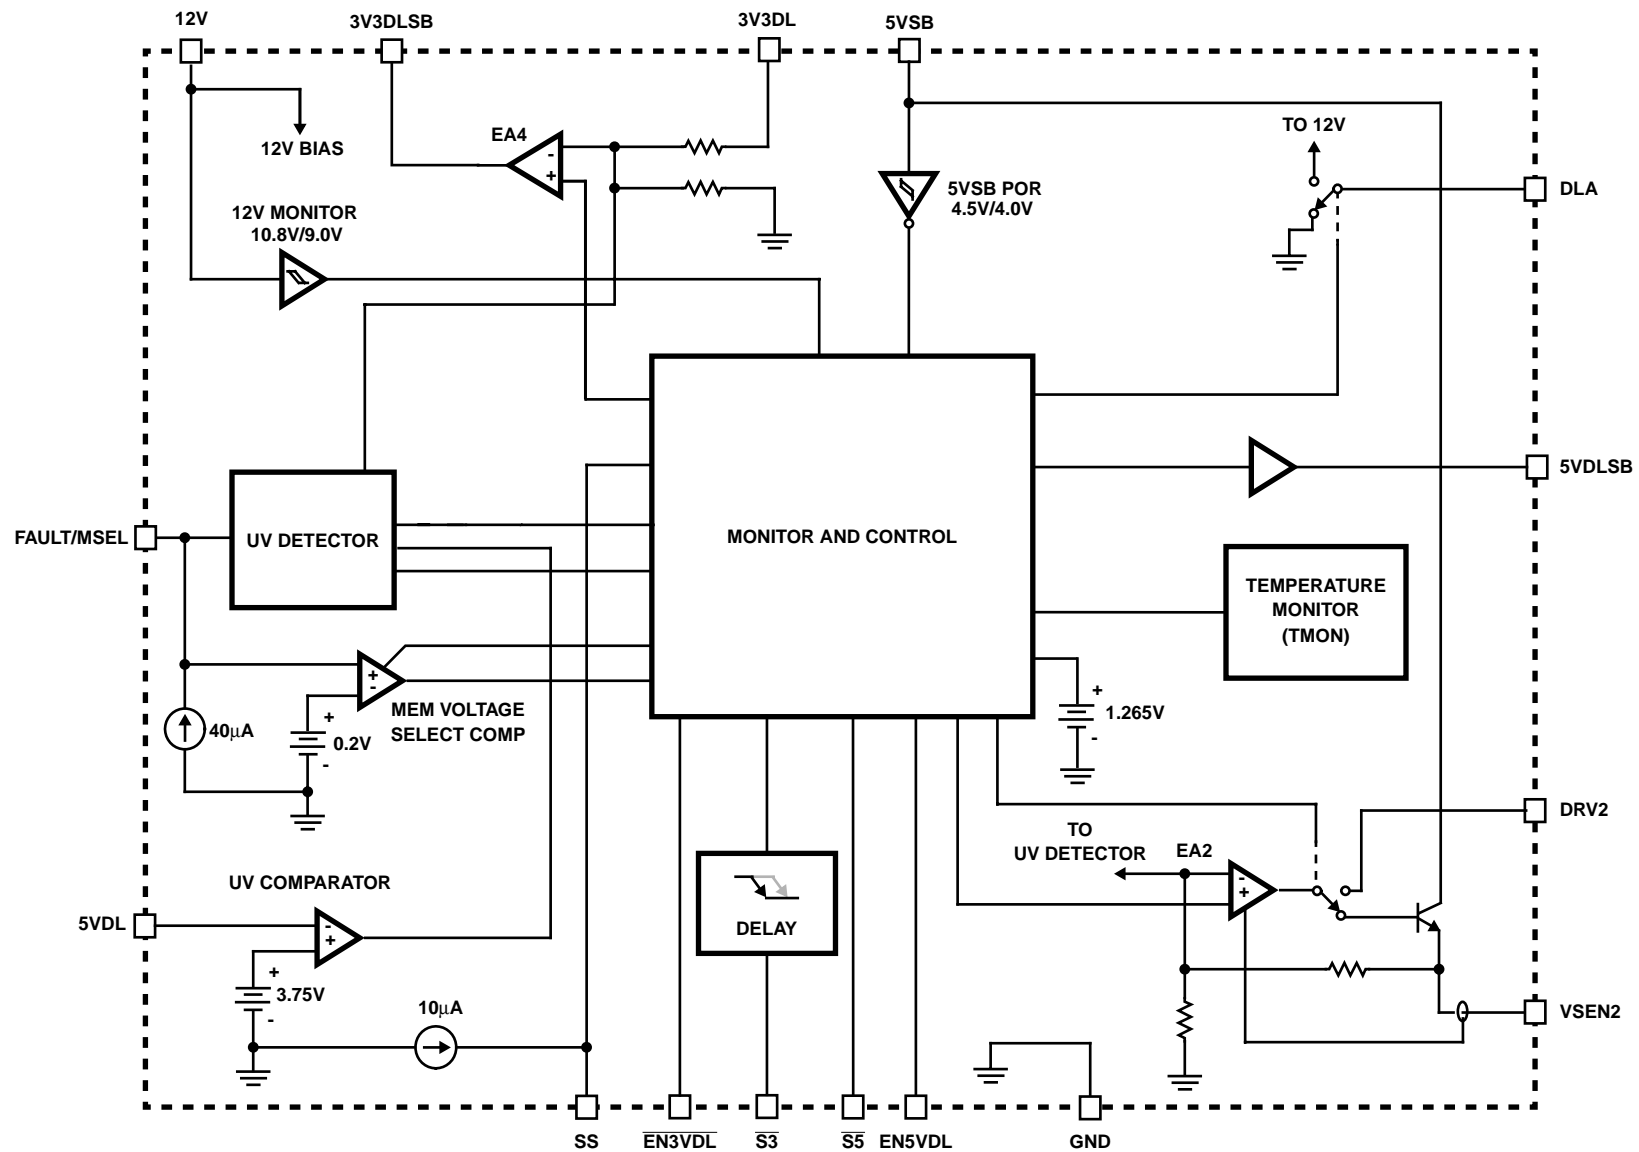 12V
3V3DLSB
3V3DL
5VSB
EA4
-
+
12V BIAS
TO 12V
5VSB POR
4.5V/4.0V
DLA
12V MONITOR
10.8V/9.0V
5VDLSB
FAULT/MSEL
UV DETECTOR
MONITOR AND CONTROL
TEMPERATURE
MONITOR
(TMON)
+
-
MEM VOLTAGE
SELECT COMP
40μA
+
0.2V
-
+
1.265V
-
DRV2
TO
UV DETECTOR
EA2
-
+
UV COMPARATOR
5VDL
-
+
DELAY
+
3.75V
-
10μA
VSEN2
SS
E̅N̅3̅V̅D̅L̅
S̅3̅
S̅5̅
EN5VDL
GND